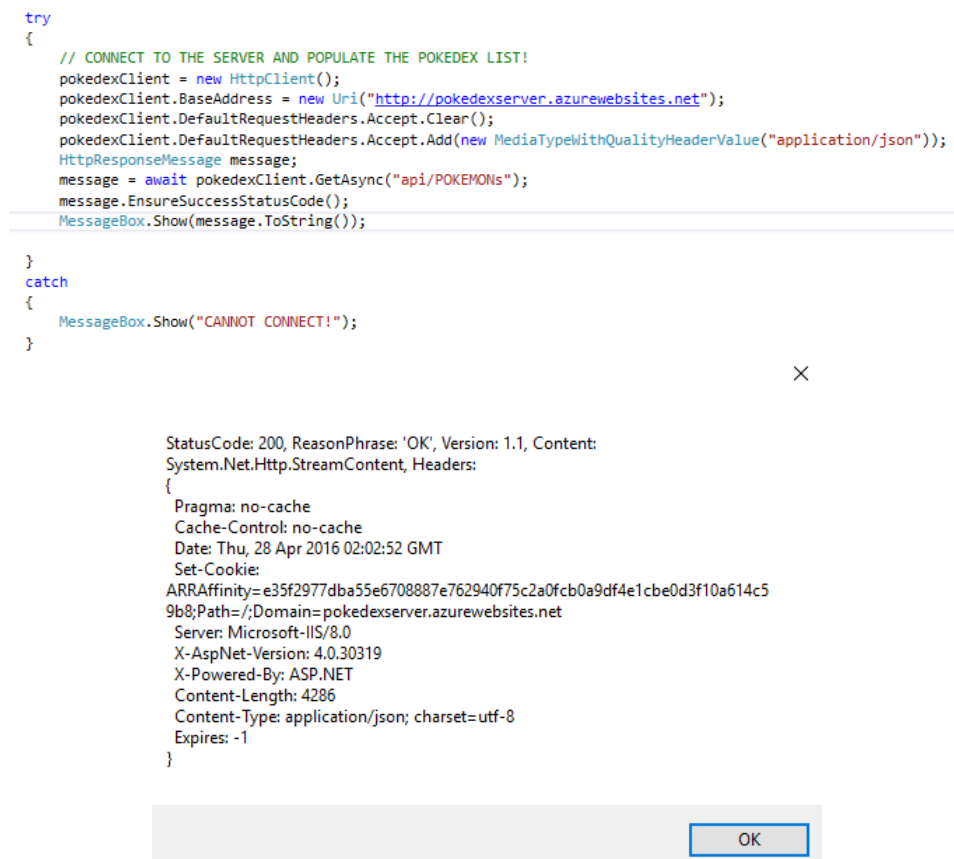 try
{
// CONNECT TO THE SERVER AND POPULATE THE POKEDEX LIST!
pokedexClient = new HttpClient();
pokedexClient.BaseAddress = new Uri("http://pokedexserver.azurewebsites.net");
pokedexClient.DefaultRequestHeaders.Accept.Clear();
pokedexClient.DefaultRequestHeaders.Accept.Add(new MediaTypeWithQualityHeaderValue("application/json"));
HttpResponseMessage message;
message = await pokedexClient.GetAsync("api/POKEMONs");
message.EnsureSuccessStatusCode();
MessageBox.Show(message.ToString());
}
catch
{
MessageBox.Show("CANNOT CONNECT!");
}
StatusCode: 200, ReasonPhrase: 'OK', Version: 1.1, Content:
System.Net.Http.StreamContent, Headers:
{
Pragma: no-cache
Cache-Control: no-cache
Date: Thu, 28 Apr 2016 02:02:52 GMT
Set-Cookie:
ARRAffinity=e35f2977dba55e6708887e762940f75c2a0fcb0a9df4e1cbe0d3f10a614c5
9b8;Path=/;Domain=pokedexserver.azurewebsites.net
Server: Microsoft-IIS/8.0
X-AspNet-Version: 4.0.30319
X-Powered-By: ASP.NET
Content-Length: 4286
Content-Type: application/json; charset=utf-8
Expires: -1
}
OK